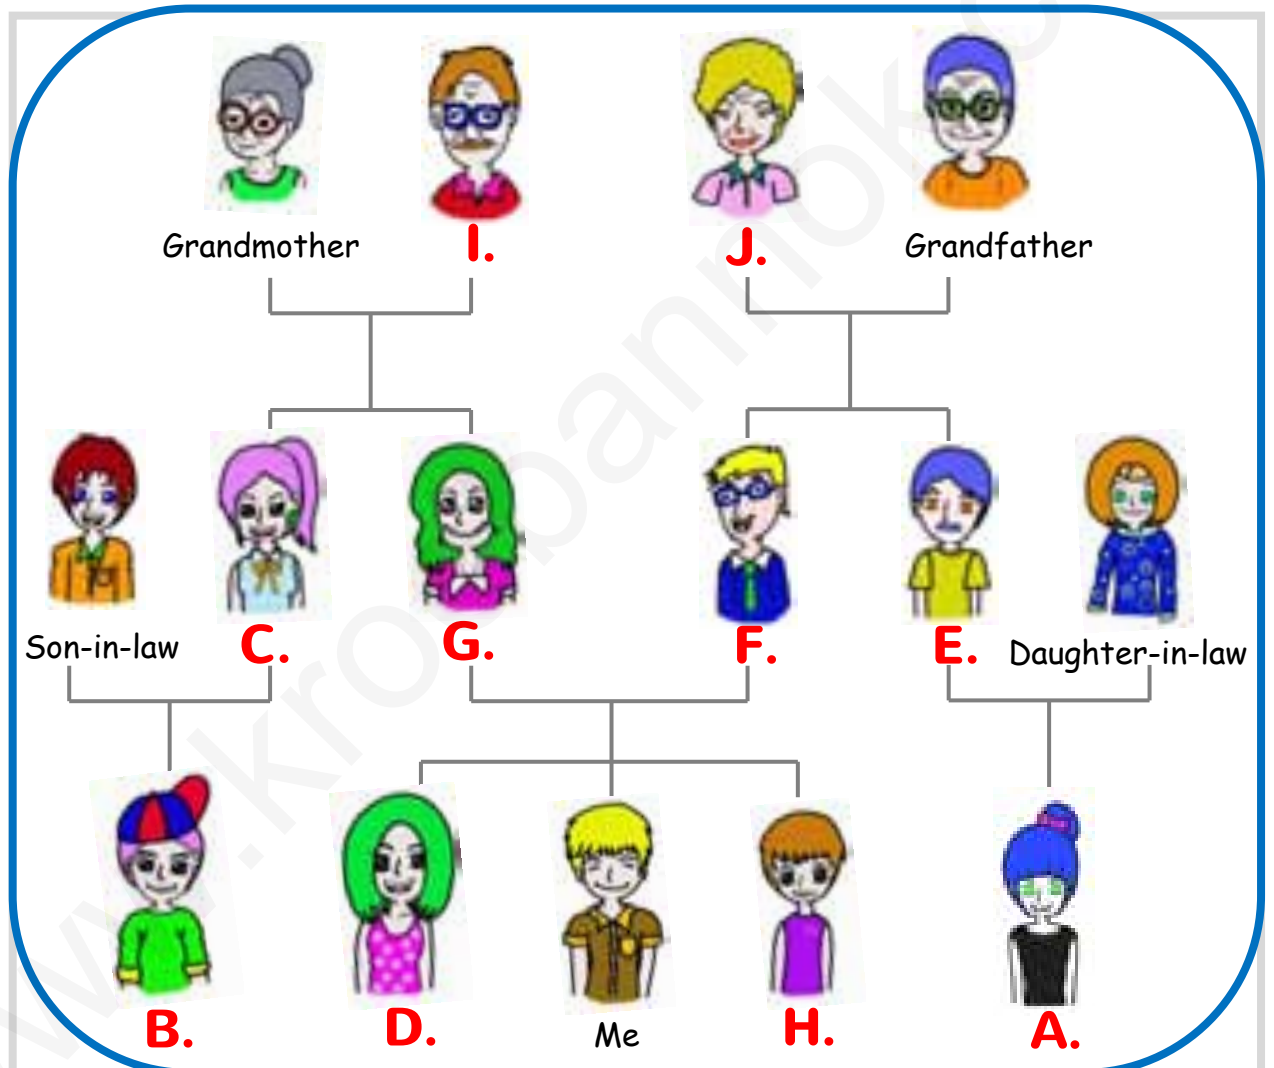 Grandmother
I.
J.
Grandfather
Son-in-law
C.
G.
F.
E.
Daughter-in-law
B.
D.
Me
H.
A.